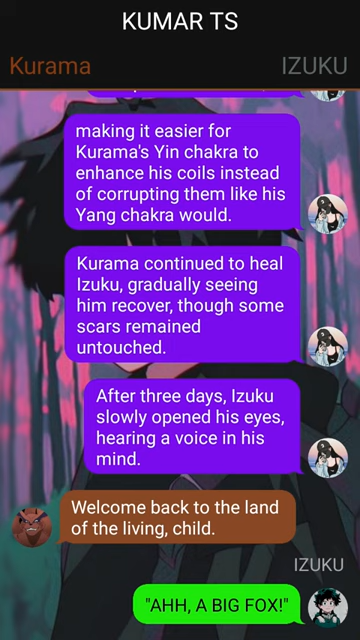 KUMAR TS
Kurama IZUKU
making it easier for
Kurama's Yin chakra to
enhance his coils instead
of corrupting them like his
Yang chakra would.
Kurama continued to heal
Izuku, gradually seeing
him recover, though some
scars remained
untouched.
After three days, Izuku
slowly opened his eyes,
hearing a voice in his
mind.
Welcome back to the land
of the living, child.
IZUKU
"AHH, A BIG FOX!"